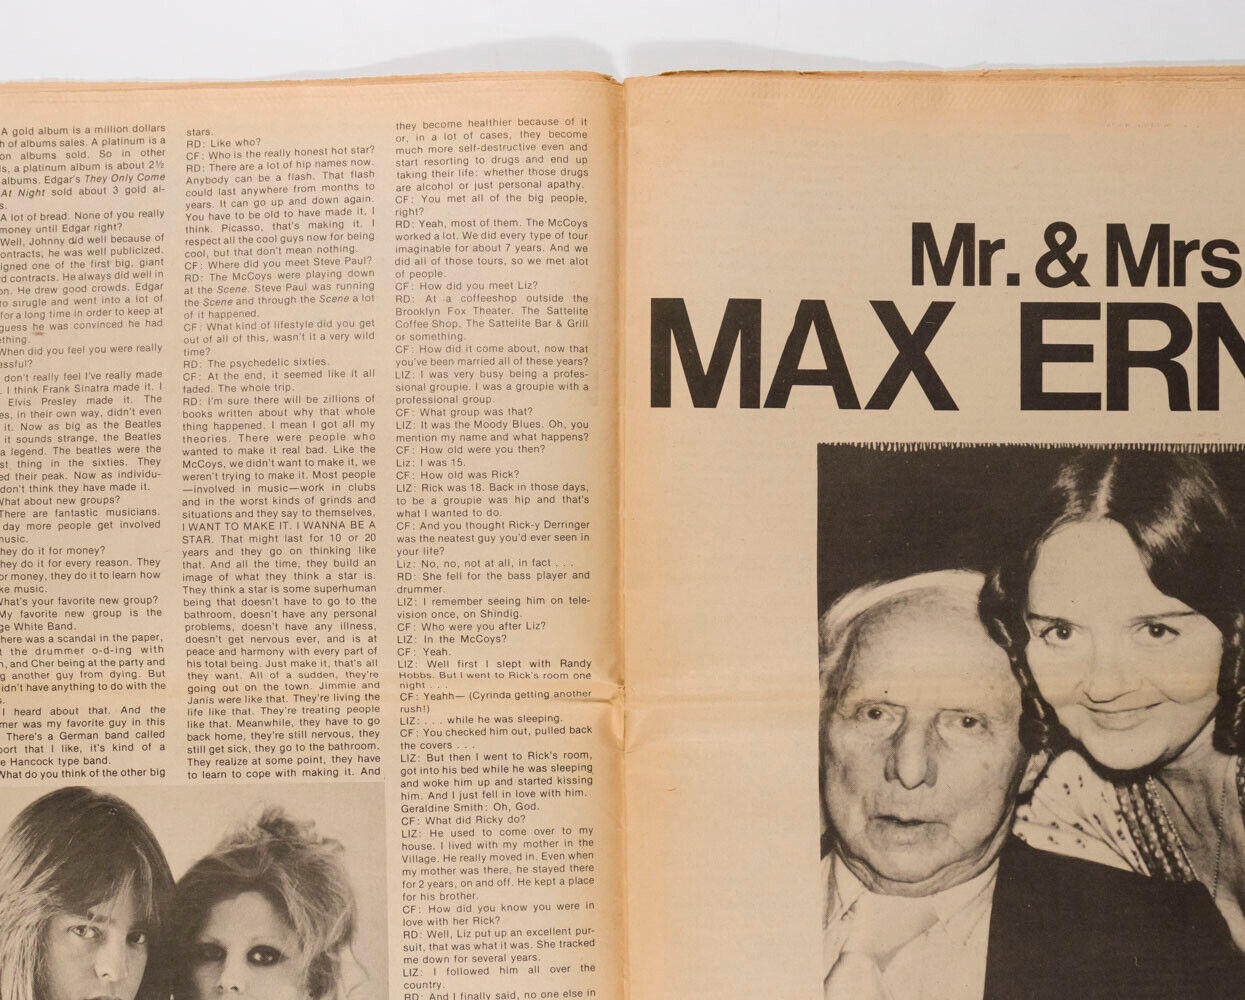 A gold album is a million dollars
of albums sales. A platinum is a
albums sold. So in other
a platinum album is about 2½
albums. Edgar's They Only Come
At Night sold about 3 gold al-
A lot of bread. None of you really
money until Edgar right?
Well, Johnny did well because of
contracts, he was well publicized.
signed one of the first big, giant
contracts. He always did well in
He drew good crowds. Edgar
to strugle and went into a lot of
for a long time in order to keep at
guess he was convinced he had
When did you feel you were really
don't really feel I've really made
I think Frank Sinatra made it. I
Elvis Presley made it. The
in their own way, didn't even
it. Now as big as the Beatles
it sounds strange, the Beatles
a legend. The beatles were the
thing in the sixties. They
their peak. Now as individu-
don't think they have made it.
What about new groups?
There are fantastic musicians.
day more people get involved
they do it for money?
They do it for every reason. They
money, they do it to learn how
music.
What's your favorite new group?
My favorite new group is the
White Band.
There was a scandal in the paper,
the drummer o-d-ing with
and Cher being at the party and
another guy from dying. But
didn't have anything to do with the
I heard about that. And the
was my favorite guy in this
There's a German band called
that I like, it's kind of a
Hancock type band.
What do you think of the other big
stars.
RD: Like who?
CF: Who is the really honest hot star?
RD: There are a lot of hip names now.
Anybody can be a flash. That flash
could last anywhere from months to
years. It can go up and down again.
You have to be old to have made it, I
think. Picasso, that's making it. I
respect all the cool guys now for being
cool, but that don't mean nothing.
CF: Where did you meet Steve Paul?
RD: The McCoys were playing down
at the Scene. Steve Paul was running
the Scene and through the Scene a lot
of it happened.
CF: What kind of lifestyle did you get
out of all of this, wasn't it a very wild
time?
RD: The psychedelic sixties.
CF: At the end, it seemed like it all
faded. The whole trip.
RD: I'm sure there will be zillions of
books written about why that whole
thing happened. I mean I got all my
theories. There were people who
wanted to make it real bad. Like the
McCoys, we didn't want to make it, we
weren't trying to make it. Most people
—involved in music—work in clubs
and in the worst kinds of grinds and
situations and they say to themselves,
I WANT TO MAKE IT. I WANNA BE A
STAR. That might last for 10 or 20
years and they go on thinking like
that. And all the time, they build an
image of what they think a star is.
They think a star is some superhuman
being that doesn't have to go to the
bathroom, doesn't have any personal
problems, doesn't have any illness,
doesn't get nervous ever, and is at
peace and harmony with every part of
his total being. Just make it, that's all
they want. All of a sudden, they're
going out on the town. Jimmie and
Janis were like that. They're living the
life like that. They're treating people
like that. Meanwhile, they have to go
back home, they're still nervous, they
still get sick, they go to the bathroom.
They realize at some point, they have
to learn to cope with making it. And
they become healthier because of it
or, in a lot of cases, they become
much more self-destructive even and
start resorting to drugs and end up
taking their life: whether those drugs
are alcohol or just personal apathy.
CF: You met all of the big people,
right?
RD: Yeah, most of them. The McCoys
worked a lot. We did every type of tour
imaginable for about 7 years. And we
did all of those tours, so we met alot
of people.
CF: How did you meet Liz?
RD: At a coffeeshop outside the
Brooklyn Fox Theater. The Sattelite
Coffee Shop, The Sattelite Bar & Grill
or something.
CF: How did it come about, now that
you've been married all of these years?
LIZ: I was very busy being a profes-
sional groupie. I was a groupie with a
professional group.
CF: What group was that?
LIZ: It was the Moody Blues. Oh, you
mention my name and what happens?
CF: How old were you then?
Liz: I was 15.
CF: How old was Rick?
LIZ: Rick was 18. Back in those days,
to be a groupie was hip and that's
what I wanted to do.
CF: And you thought Rick-y Derringer
was the neatest guy you'd ever seen in
your life?
Liz: No, no, not at all, in fact . . .
RD: She fell for the bass player and
drummer.
LIZ: I remember seeing him on tele-
vision once, on Shindig.
CF: Who were you after Liz?
LIZ: In the McCoys?
CF: Yeah.
LIZ: Well first I slept with Randy
Hobbs. But I went to Rick's room one
night . . .
CF: Yeahh— (Cyrinda getting another
rush!)
LIZ: . . . while he was sleeping.
CF: You checked him out, pulled back
the covers . . .
LIZ: But then I went to Rick's room,
got into his bed while he was sleeping
and woke him up and started kissing
him. And I just fell in love with him.
Geraldine Smith: Oh, God.
CF: What did Ricky do?
LIZ: He used to come over to my
house. I lived with my mother in the
Village. He really moved in. Even when
my mother was there, he stayed there
for 2 years, on and off. He kept a place
for his brother.
CF: How did you know you were in
love with her Rick?
RD: Well, Liz put up an excellent pur-
suit, that was what it was. She tracked
me down for several years.
LIZ: I followed him all over the
country.
RD: And I finally said, no one else in
Mr. & Mrs
MAX ERN